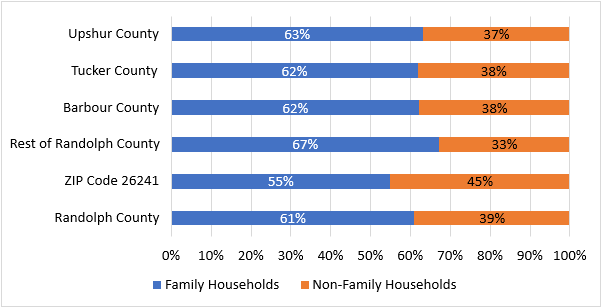 Upshur County 63% 37%
Tucker County 62% 38%
Barbour County 62% 38%
Rest of Randolph County 67% 33%
ZIP Code 26241 55% 45%
Randolph County 61% 39%
0% 10% 20% 30% 40% 50% 60% 70% 80% 90% 100%
Family Households Non-Family Households